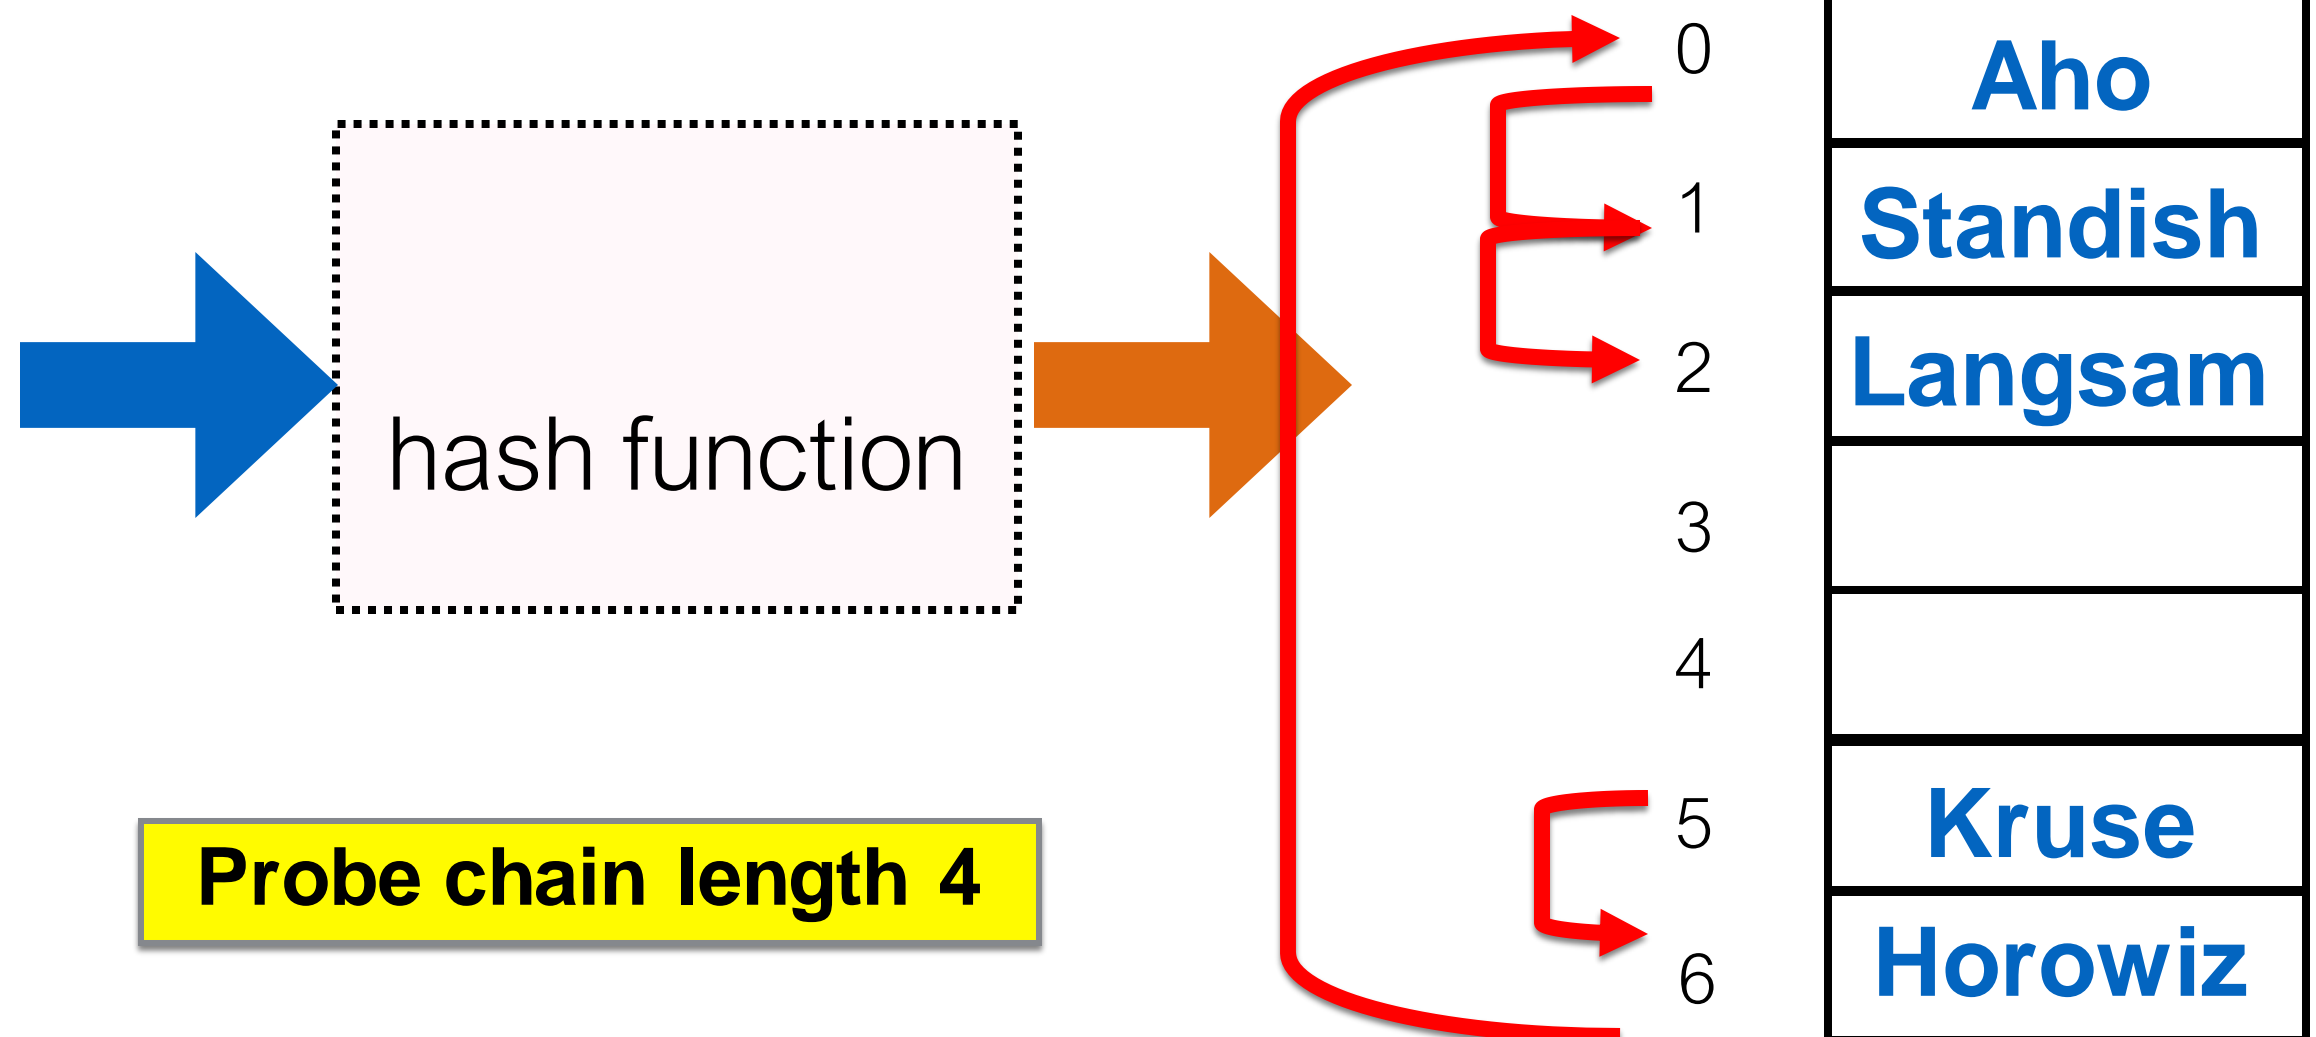 0 Aho
1 Standish
2 Langsam
hash function
3
4
5 Kruse
Probe chain length 4
6 Horowiz